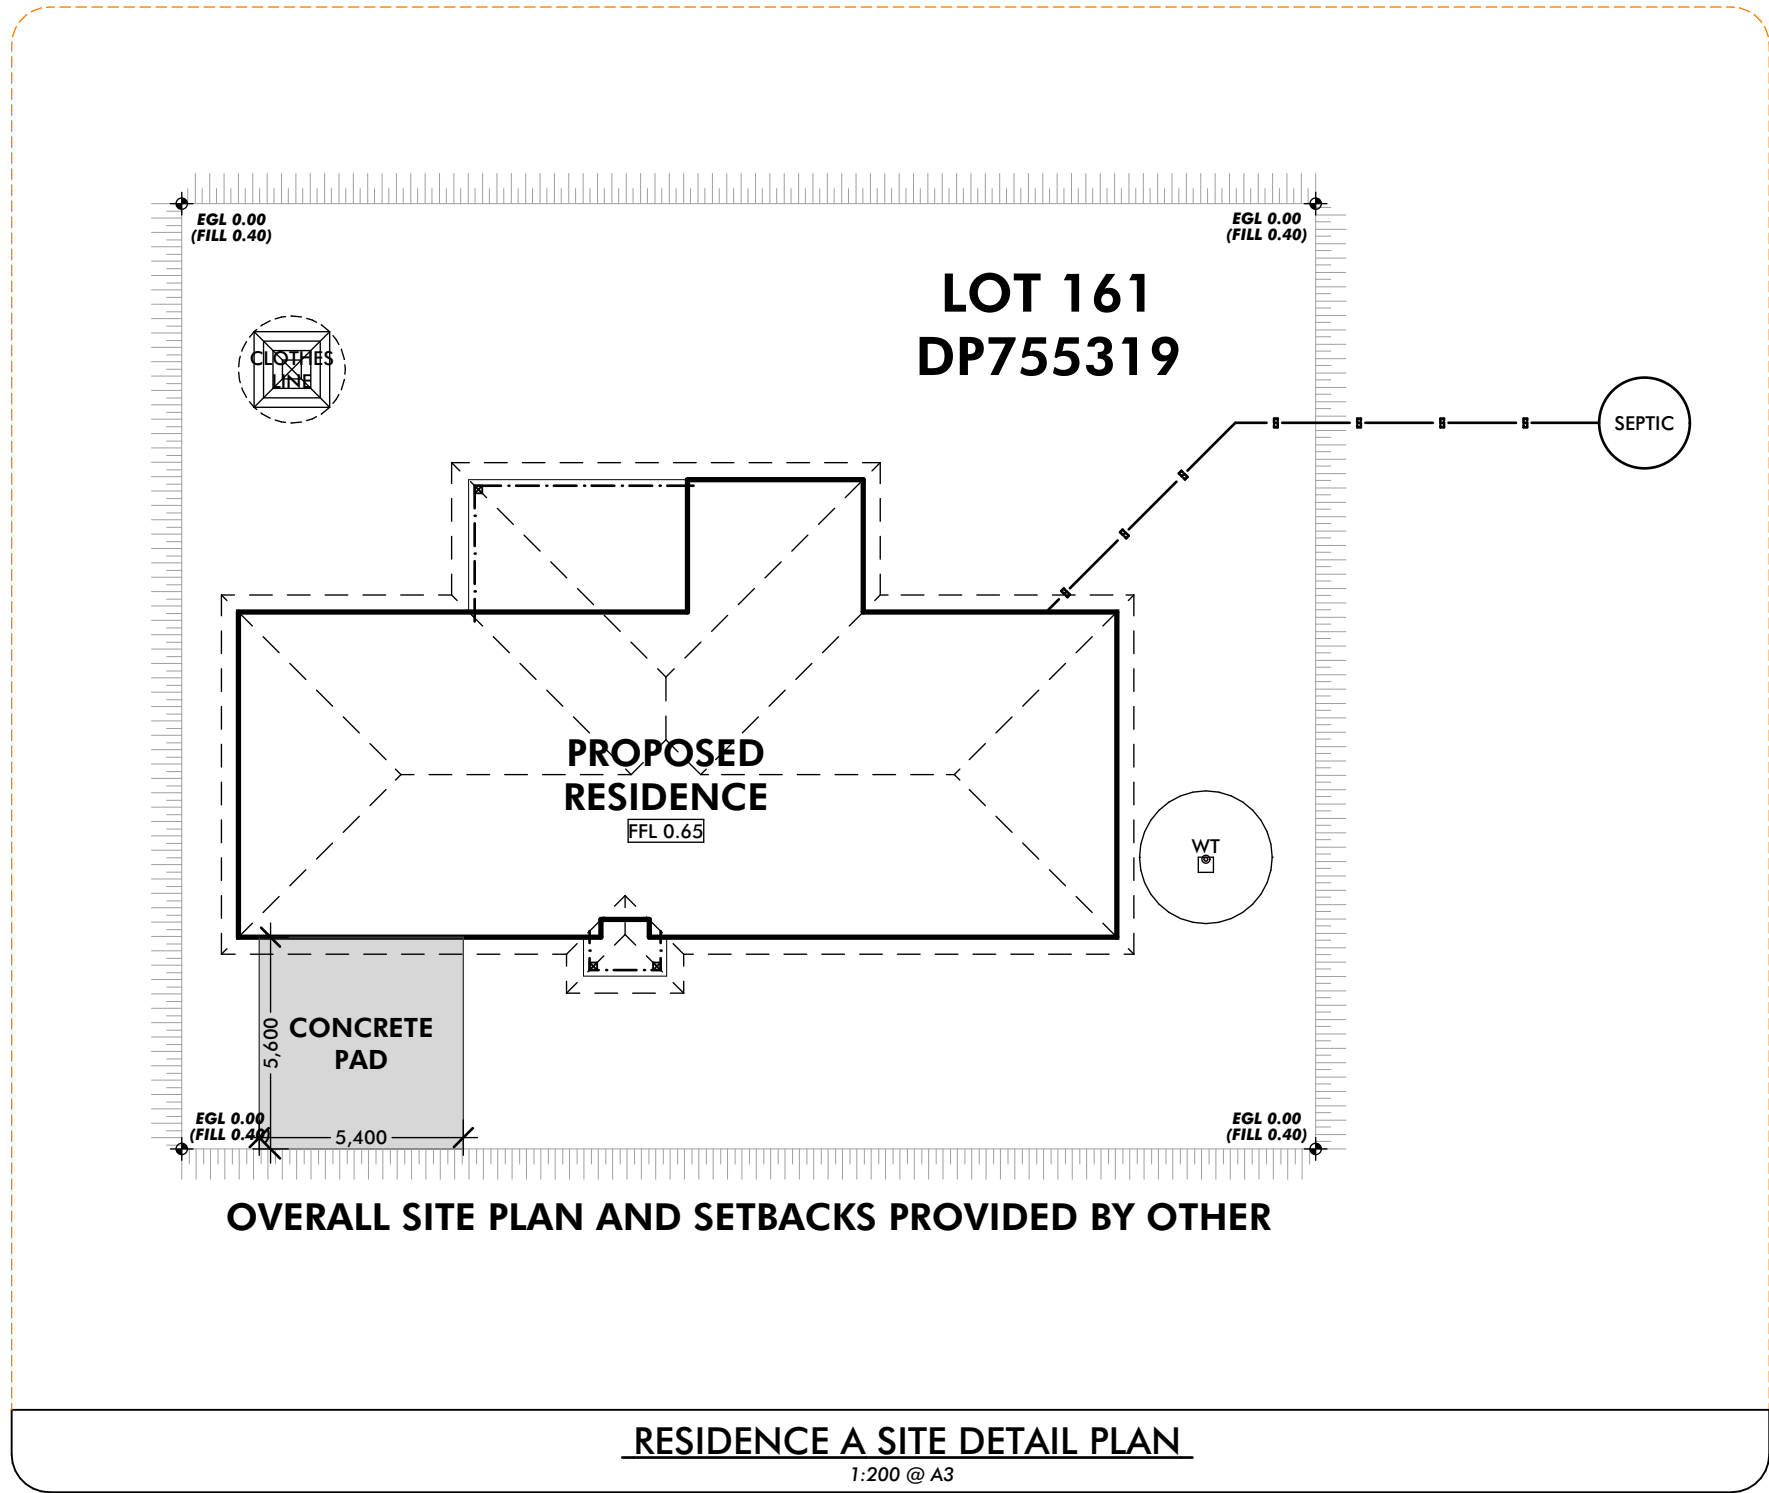 EGL 0.00
(FILL 0.40)
EGL 0.00
(FILL 0.40)
LOT 161
DP755319
CLOTHES
LINE
SEPTIC
PROPOSED
RESIDENCE
FFL 0.65
WT
CONCRETE
PAD
5,600
5,400
EGL 0.00
(FILL 0.40)
EGL 0.00
(FILL 0.40)
OVERALL SITE PLAN AND SETBACKS PROVIDED BY OTHER
RESIDENCE A SITE DETAIL PLAN
1:200 @ A3